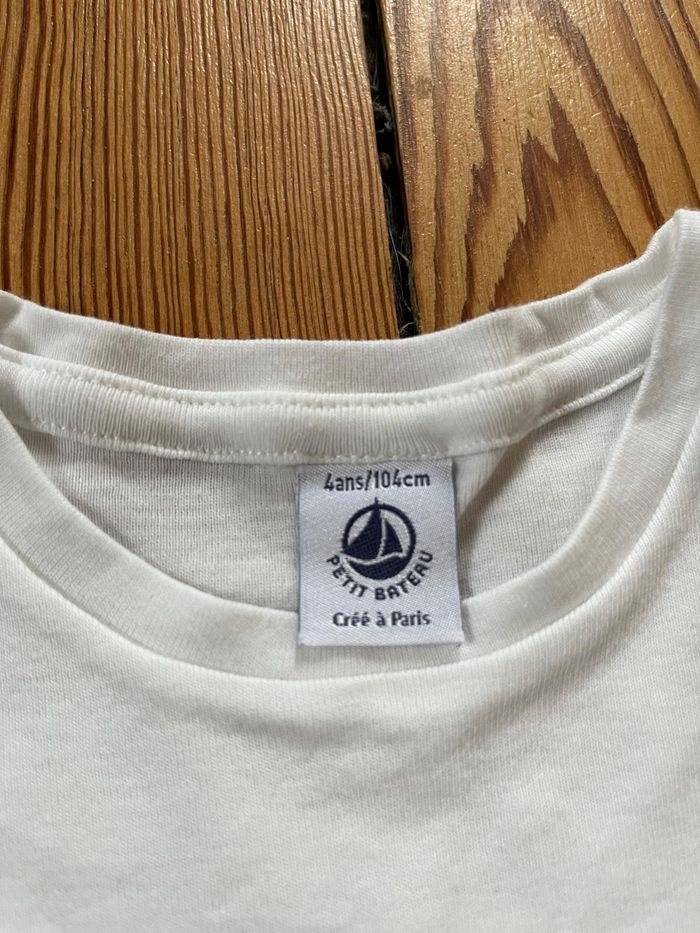 4ans/104cm
PETIT BATEAU
Créé à Paris